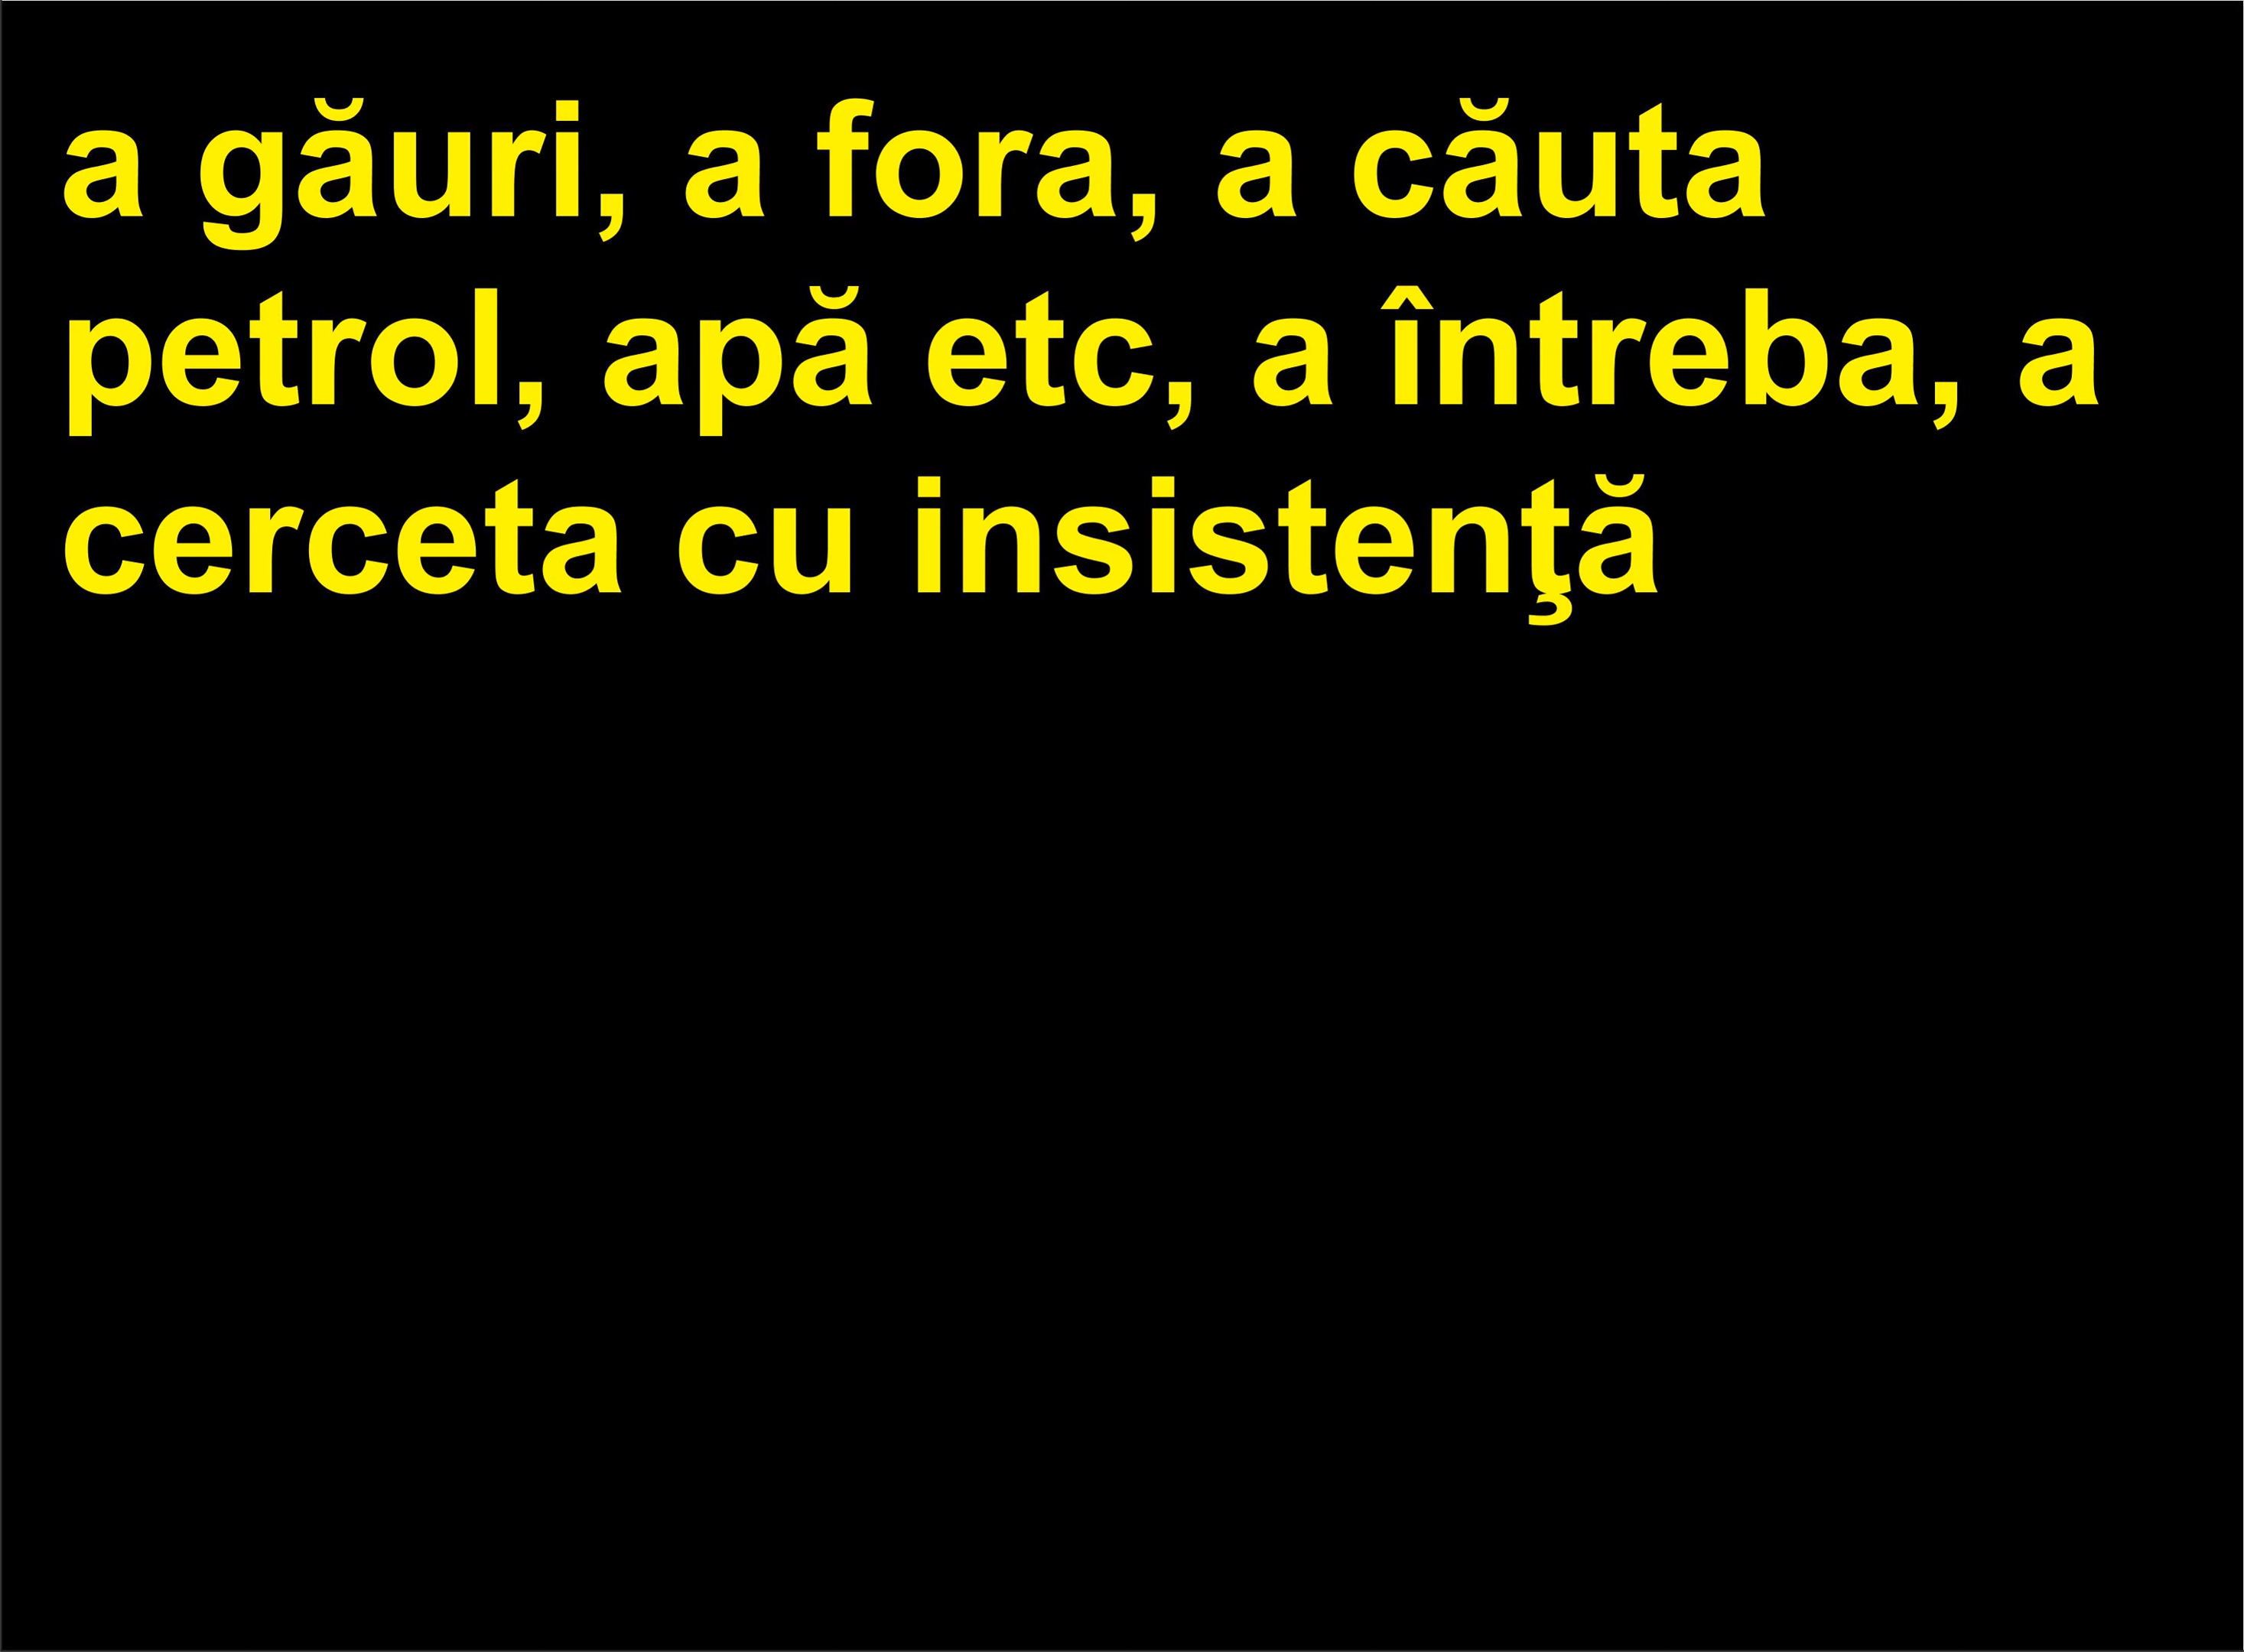 a găuri, a fora, a căuta
petrol, apă etc, a întreba, a
cerceta cu insistenţă